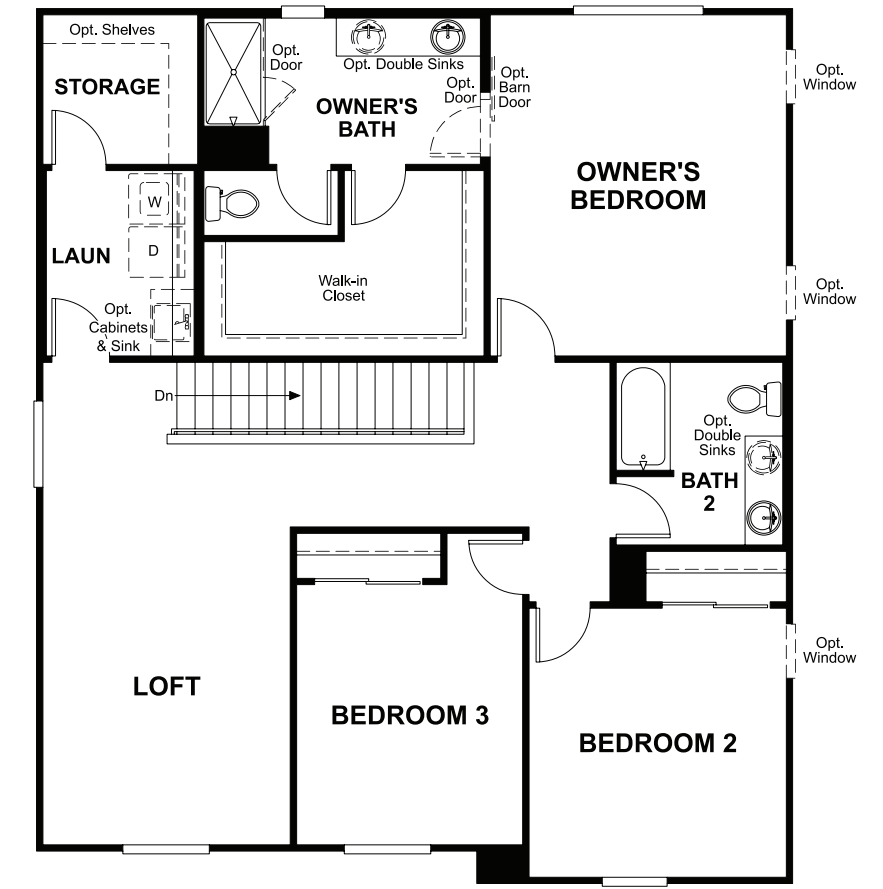 Opt. Shelves
STORAGE
Opt.
Door
Opt. Double Sinks
OWNER'S
BATH
Opt.
Door
Opt.
Barn
Door
Opt.
Window
OWNER'S
BEDROOM
W
D
LAUN
Opt.
Cabinets
& Sink
Walk-in
Closet
Opt.
Window
Dn
Opt.
Double
Sinks
BATH
2
Opt.
Window
LOFT
BEDROOM 3
BEDROOM 2